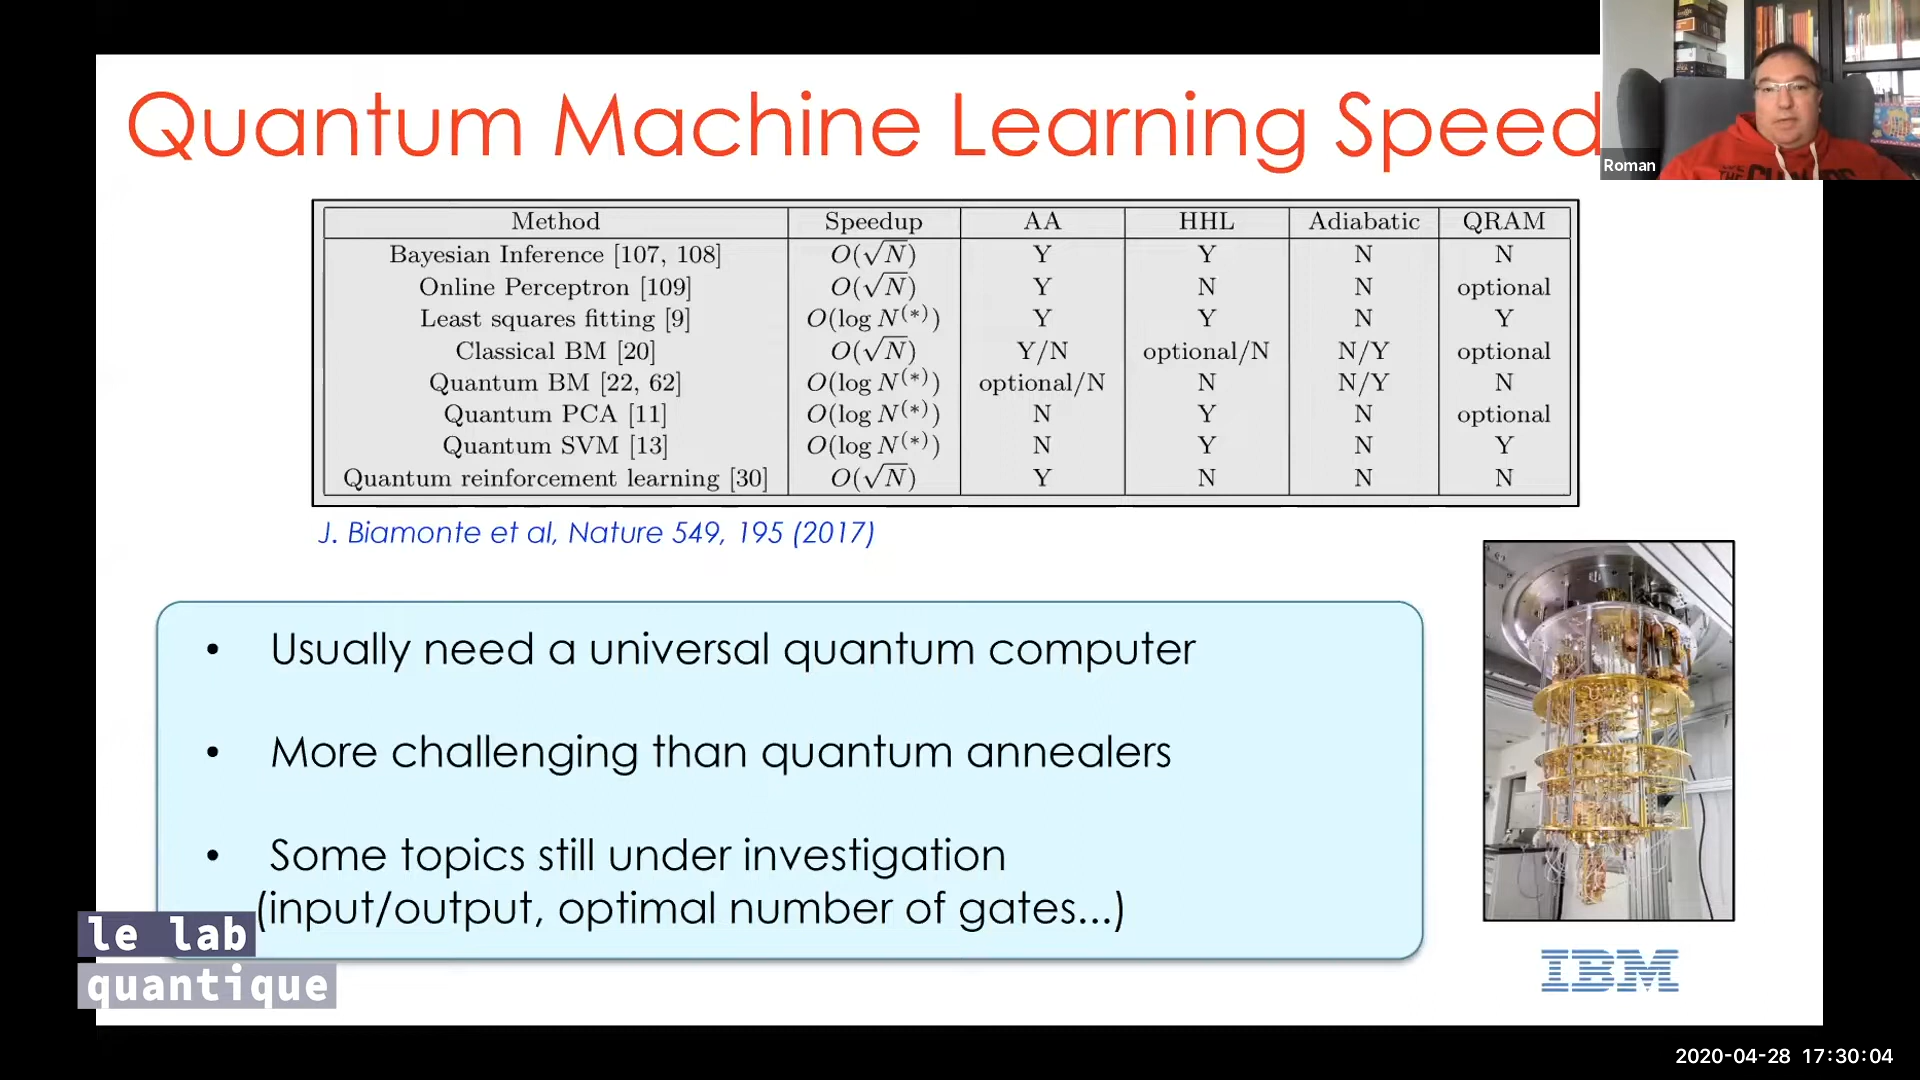 Quantum Machine Learning Speed
Roman
Method Speedup AA HHL Adiabatic QRAM
Bayesian Inference [107, 108] O(√N) Y Y N N
Online Perceptron [109] O(√N) Y N N optional
Least squares fitting [9] O(log N(*)) Y Y N Y
Classical BM [20] O(√N) Y/N optional/N N/Y optional
Quantum BM [22, 62] O(log N(*)) optional/N N N/Y N
Quantum PCA [11] O(log N(*)) N Y N optional
Quantum SVM [13] O(log N(*)) N Y N Y
Quantum reinforcement learning [30] O(√N) Y N N N
J. Biamonte et al, Nature 549, 195 (2017)
• Usually need a universal quantum computer
• More challenging than quantum annealers
• Some topics still under investigation
(input/output, optimal number of gates...)
le lab
quantique
IBM
2020-04-28 17:30:04